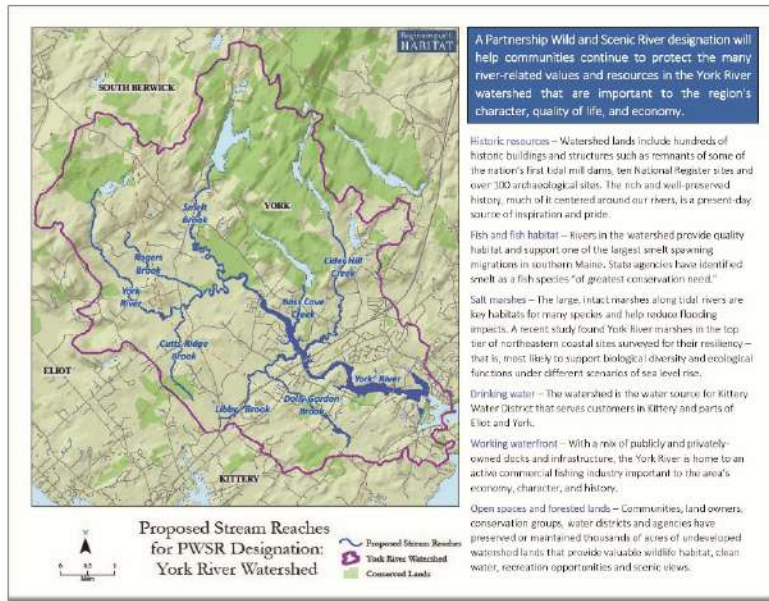 Beginning with
HABITAT
SOUTH BERWICK
YORK
Smelt
Brook
Rogers
Brook
York
River
Cider Hill
Creek
Bass Cove
Creek
Cutts Ridge
Brook
ELIOT
York River
Dolly Gordon
Brook
Libby Brook
KITTERY
Proposed Stream Reaches
for PWSR Designation:
York River Watershed
N
0 0.5 1
Miles
Proposed Stream Reaches
York River Watershed
Conserved Lands
A Partnership Wild and Scenic River designation will
help communities continue to protect the many
river-related values and resources in the York River
watershed that are important to the region's
character, quality of life, and economy.
Historic resources – Watershed lands include hundreds of
historic buildings and structures such as remnants of some of
the nation's first tidal mill dams, ten National Register sites and
over 300 archaeological sites. The rich and well-preserved
history, much of it centered around our rivers, is a present-day
source of inspiration and pride.
Fish and fish habitat – Rivers in the watershed provide quality
habitat and support one of the largest smelt spawning
migrations in southern Maine. State agencies have identified
smelt as a fish species "of greatest conservation need."
Salt marshes – The large, intact marshes along tidal rivers are
key habitats for many species and help reduce flooding
impacts. A recent study found York River marshes in the top
tier of northeastern coastal sites surveyed for their resiliency –
that is, most likely to support biological diversity and ecological
functions under different scenarios of sea level rise.
Drinking water – The watershed is the water source for Kittery
Water District that serves customers in Kittery and parts of
Eliot and York.
Working waterfront – With a mix of publicly and privately-
owned docks and infrastructure, the York River is home to an
active commercial fishing industry important to the area's
economy, character, and history.
Open spaces and forested lands – Communities, land owners,
conservation groups, water districts and agencies have
preserved or maintained thousands of acres of undeveloped
watershed lands that provide valuable wildlife habitat, clean
water, recreation opportunities and scenic views.